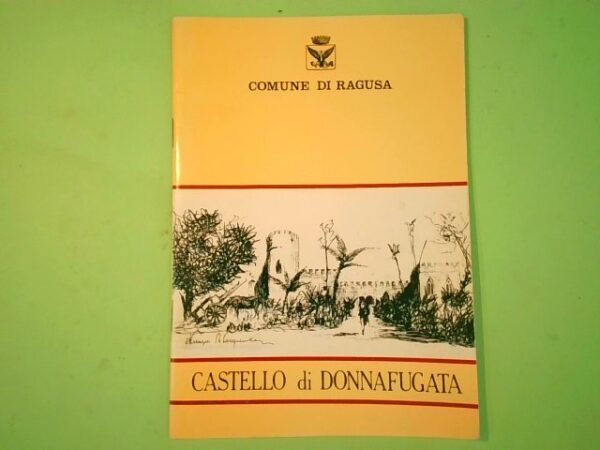 COMUNE DI RAGUSA
CASTELLO di DONNAFUGATA